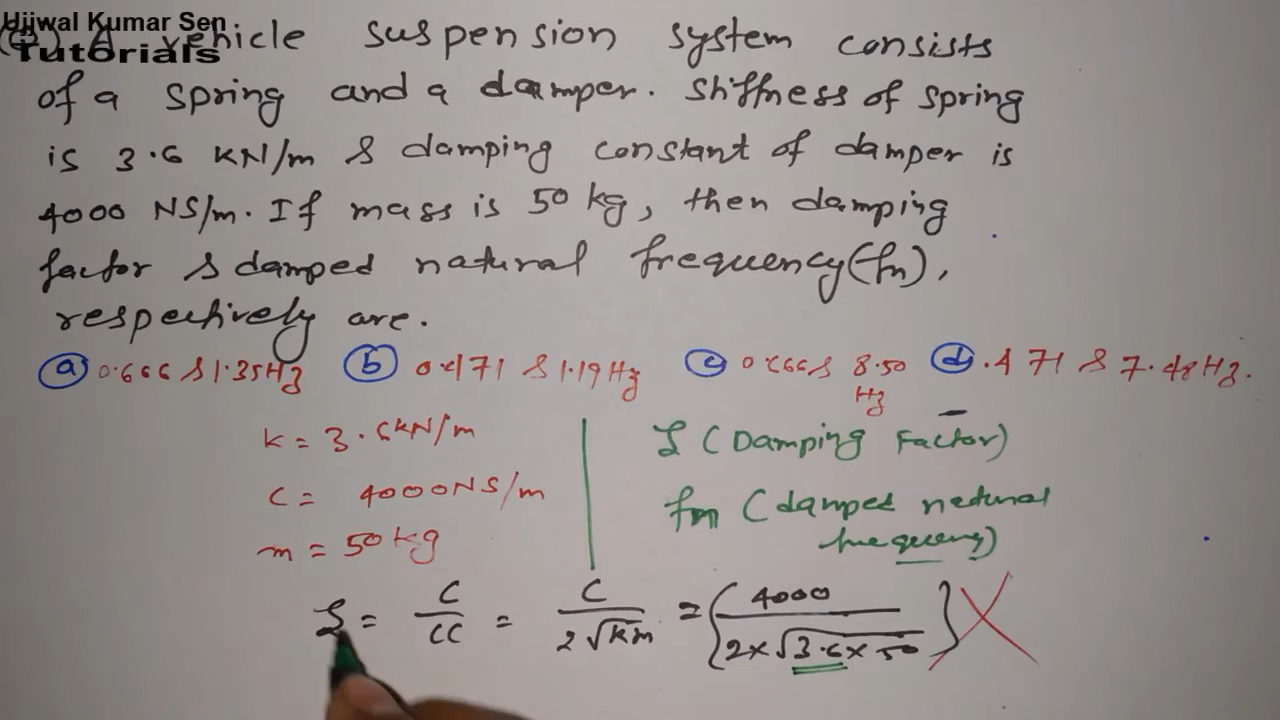 Ujjwal Kumar Sen
Tutorials
A vehicle suspension system consists
of a spring and a damper. Stiffness of spring
is 3.6 KN/m & damping constant of damper is
4000 NS/m. If mass is 50 kg, then damping
factor & damped natural frequency (fn),
respectively are.
(a) 0.666 & 1.35 Hz (b) 0.471 & 1.19 Hz (c) 0.666 & 8.50 Hz (d) .471 & 7.48 Hz.
K = 3.6 kN/m
C = 4000 NS/m
m = 50 kg
ξ (Damping Factor)
fn (damped natural
frequency)
ξ = C/CC = C/2√km = {4000/2×√3.6×50}